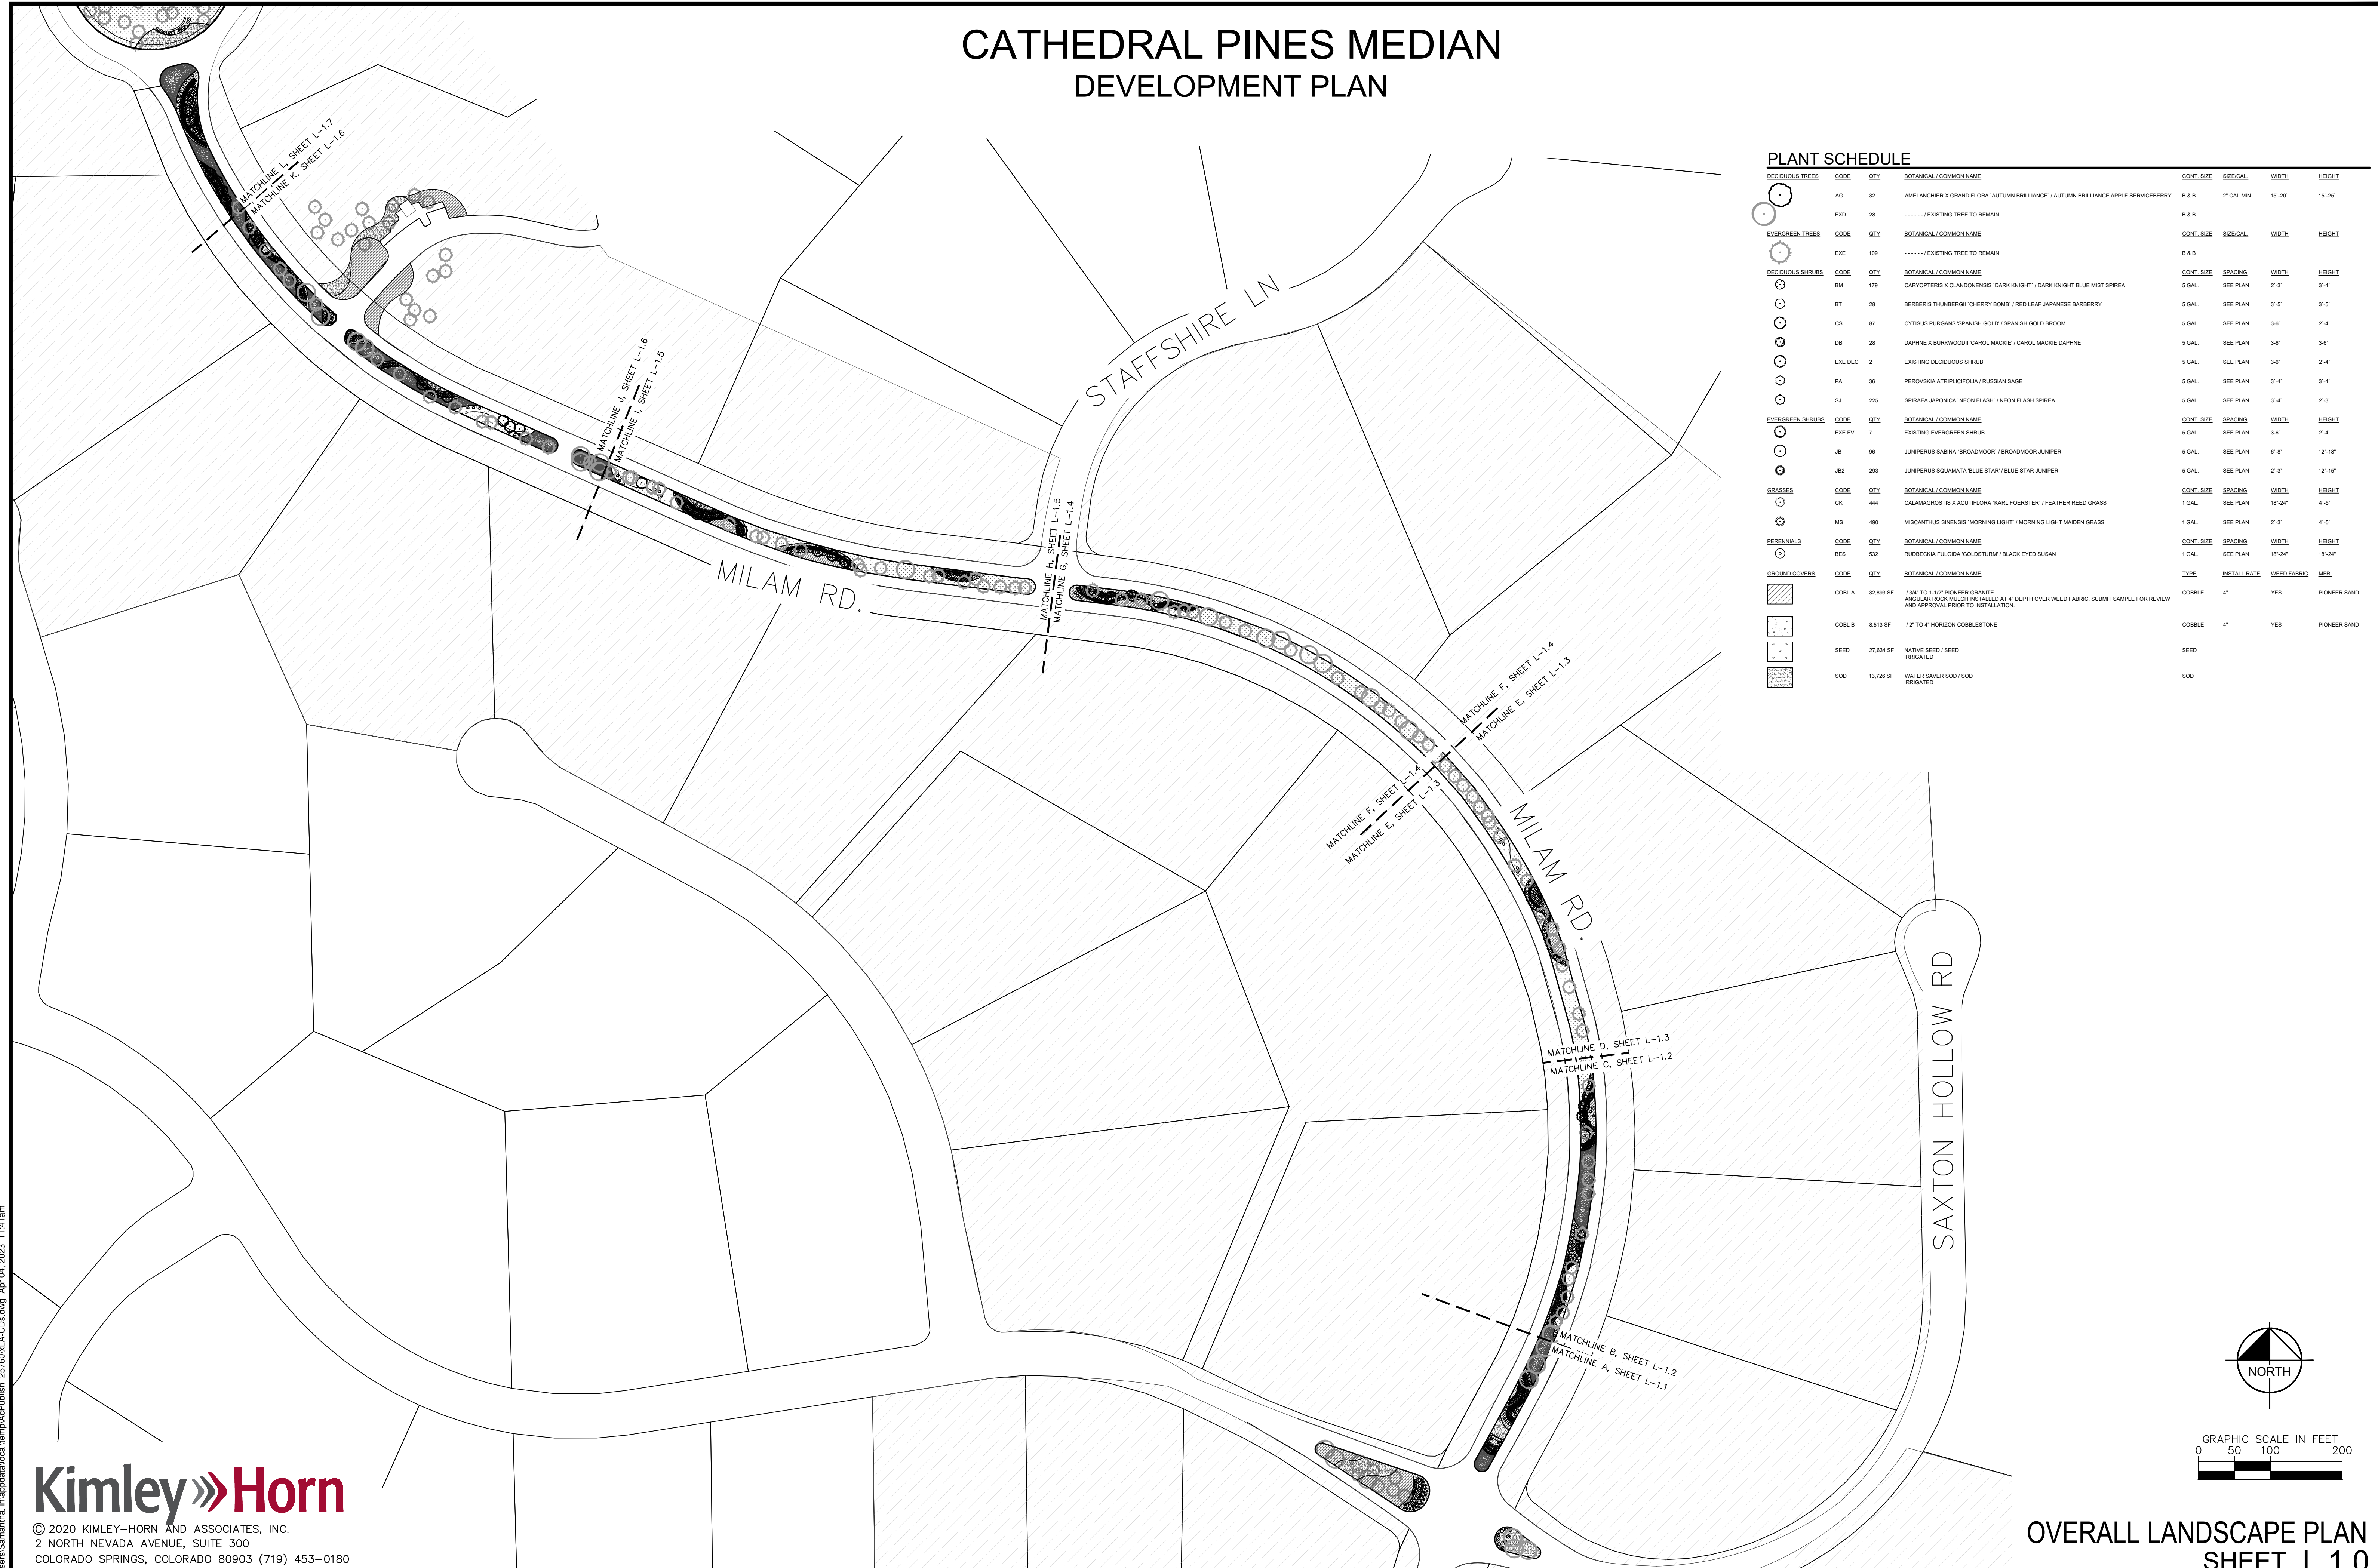 CATHEDRAL PINES MEDIAN
DEVELOPMENT PLAN
PLANT SCHEDULE
DECIDUOUS TREES CODE QTY BOTANICAL / COMMON NAME CONT. SIZE SIZE/CAL. WIDTH HEIGHT
AG 32 AMELANCHIER X GRANDIFLORA `AUTUMN BRILLIANCE` / AUTUMN BRILLIANCE APPLE SERVICEBERRY B & B 2" CAL MIN 15`-20` 15`-25`
EXD 28 - - - - - - / EXISTING TREE TO REMAIN B & B
EVERGREEN TREES CODE QTY BOTANICAL / COMMON NAME CONT. SIZE SIZE/CAL. WIDTH HEIGHT
EXE 109 - - - - - - / EXISTING TREE TO REMAIN B & B
DECIDUOUS SHRUBS CODE QTY BOTANICAL / COMMON NAME CONT. SIZE SPACING WIDTH HEIGHT
BM 179 CARYOPTERIS X CLANDONENSIS `DARK KNIGHT` / DARK KNIGHT BLUE MIST SPIREA 5 GAL. SEE PLAN 2`-3` 3`-4`
BT 28 BERBERIS THUNBERGII `CHERRY BOMB` / RED LEAF JAPANESE BARBERRY 5 GAL. SEE PLAN 3`-5` 3`-5`
CS 87 CYTISUS PURGANS 'SPANISH GOLD' / SPANISH GOLD BROOM 5 GAL. SEE PLAN 3-6` 2`-4`
DB 28 DAPHNE X BURKWOODII 'CAROL MACKIE' / CAROL MACKIE DAPHNE 5 GAL. SEE PLAN 3-6` 3-6`
EXE DEC 2 EXISTING DECIDUOUS SHRUB 5 GAL. SEE PLAN 3-6` 2`-4`
PA 36 PEROVSKIA ATRIPLICIFOLIA / RUSSIAN SAGE 5 GAL. SEE PLAN 3`-4` 3`-4`
SJ 225 SPIRAEA JAPONICA `NEON FLASH` / NEON FLASH SPIREA 5 GAL. SEE PLAN 3`-4` 2`-3`
EVERGREEN SHRUBS CODE QTY BOTANICAL / COMMON NAME CONT. SIZE SPACING WIDTH HEIGHT
EXE EV 7 EXISTING EVERGREEN SHRUB 5 GAL. SEE PLAN 3-6` 2`-4`
JB 96 JUNIPERUS SABINA `BROADMOOR` / BROADMOOR JUNIPER 5 GAL. SEE PLAN 6`-8` 12"-18"
JB2 293 JUNIPERUS SQUAMATA 'BLUE STAR' / BLUE STAR JUNIPER 5 GAL. SEE PLAN 2`-3` 12"-15"
GRASSES CODE QTY BOTANICAL / COMMON NAME CONT. SIZE SPACING WIDTH HEIGHT
CK 444 CALAMAGROSTIS X ACUTIFLORA `KARL FOERSTER` / FEATHER REED GRASS 1 GAL. SEE PLAN 18"-24" 4`-5`
MS 490 MISCANTHUS SINENSIS `MORNING LIGHT` / MORNING LIGHT MAIDEN GRASS 1 GAL. SEE PLAN 2`-3` 4`-5`
PERENNIALS CODE QTY BOTANICAL / COMMON NAME CONT. SIZE SPACING WIDTH HEIGHT
BES 532 RUDBECKIA FULGIDA 'GOLDSTURM' / BLACK EYED SUSAN 1 GAL. SEE PLAN 18"-24" 18"-24"
GROUND COVERS CODE QTY BOTANICAL / COMMON NAME TYPE INSTALL RATE WEED FABRIC MFR.
COBL A 32,893 SF / 3/4" TO 1-1/2" PIONEER GRANITE COBBLE 4" YES PIONEER SAND
ANGULAR ROCK MULCH INSTALLED AT 4" DEPTH OVER WEED FABRIC. SUBMIT SAMPLE FOR REVIEW
AND APPROVAL PRIOR TO INSTALLATION.
COBL B 8,513 SF / 2" TO 4" HORIZON COBBLESTONE COBBLE 4" YES PIONEER SAND
SEED 27,634 SF NATIVE SEED / SEED SEED
IRRIGATED
SOD 13,726 SF WATER SAVER SOD / SOD SOD
IRRIGATED
MATCHLINE L, SHEET L-1.7
MATCHLINE K, SHEET L-1.6
MATCHLINE J, SHEET L-1.6
MATCHLINE I, SHEET L-1.5
STAFFSHIRE LN
MATCHLINE H, SHEET L-1.5
MATCHLINE G, SHEET L-1.4
MILAM RD.
MATCHLINE F, SHEET L-1.4
MATCHLINE E, SHEET L-1.3
MATCHLINE F, SHEET L-1.4
MATCHLINE E, SHEET L-1.3
MILAM RD.
MATCHLINE D, SHEET L-1.3
MATCHLINE C, SHEET L-1.2
SAXTON HOLLOW RD
MATCHLINE B, SHEET L-1.2
MATCHLINE A, SHEET L-1.1
NORTH
GRAPHIC SCALE IN FEET
0 50 100 200
Kimley»Horn
© 2020 KIMLEY-HORN AND ASSOCIATES, INC.
2 NORTH NEVADA AVENUE, SUITE 300
COLORADO SPRINGS, COLORADO 80903 (719) 453-0180
OVERALL LANDSCAPE PLAN
SHEET L1.0
Apr 04, 2023 11:41am